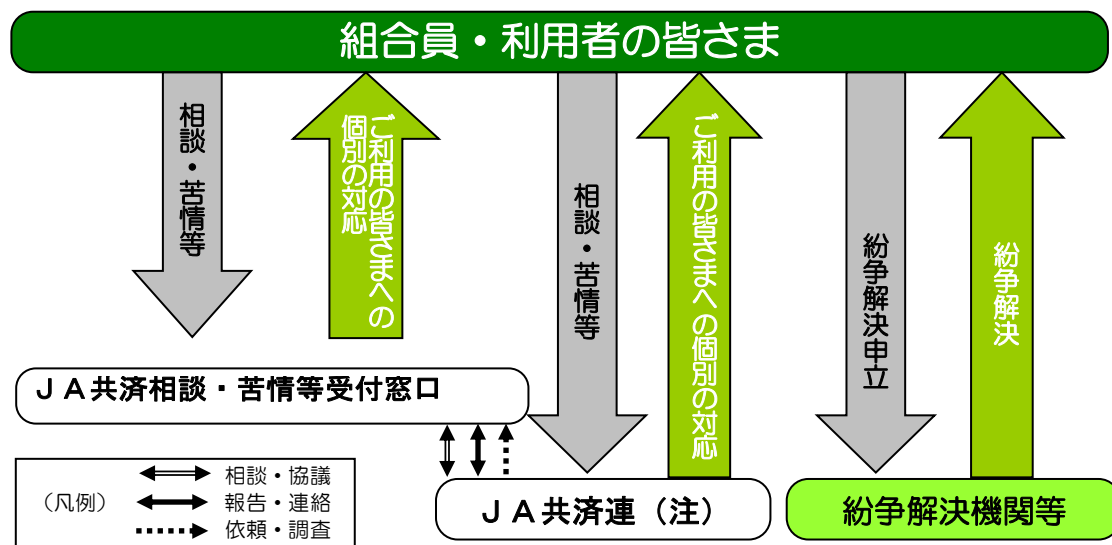 組合員・利用者の皆さま
相談・苦情等
ご利用の皆さまへの
個別の対応
相談・苦情等
ご利用の皆さまへの個別の対応
紛争解決申立
紛争解決
ＪＡ共済相談・苦情等受付窓口
（凡例）
相談・協議
報告・連絡
依頼・調査
ＪＡ共済連（注）
紛争解決機関等